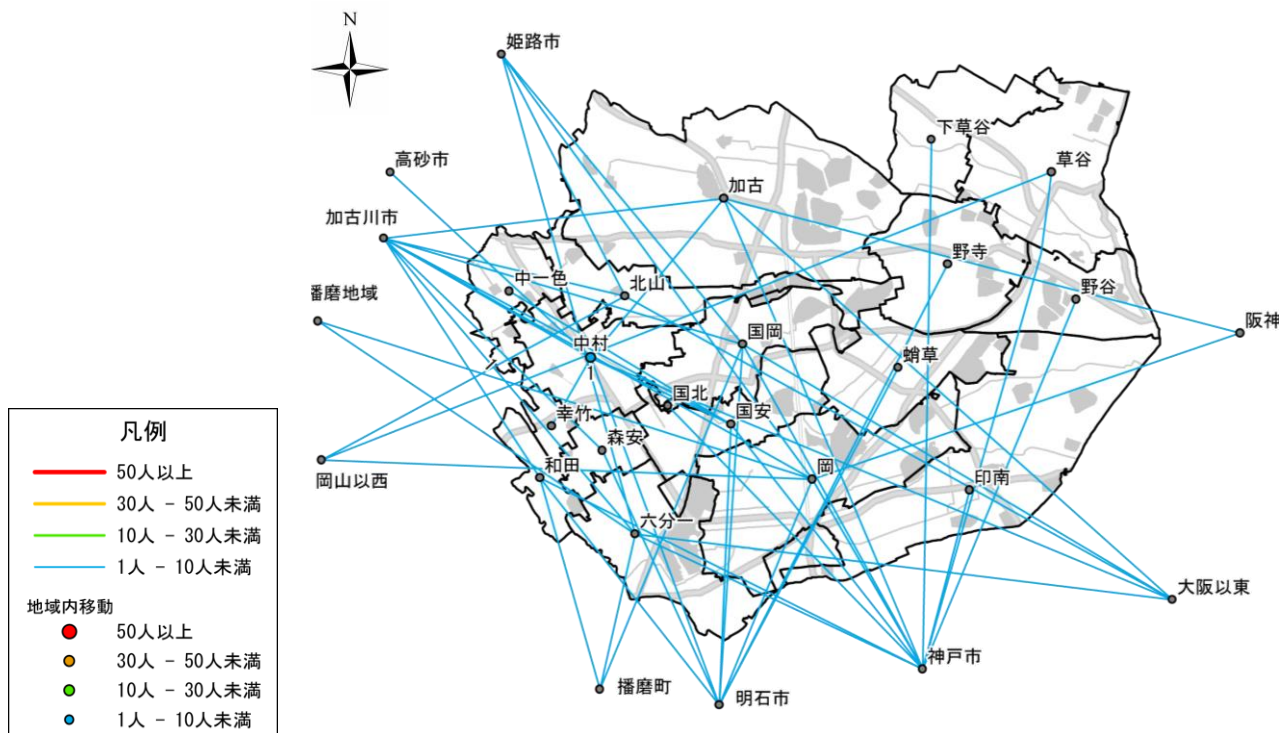 N
姫路市
下草谷
高砂市
草谷
加古
加古川市
野寺
中一色
北山
播磨地域
野谷
阪神
国岡
中村
1
蛸草
国北
国安
幸竹
森安
和田
岡
岡山以西
印南
六分一
大阪以東
神戸市
播磨町
明石市
凡例
50人以上
30人 - 50人未満
10人 - 30人未満
1人 - 10人未満
地域内移動
50人以上
30人 - 50人未満
10人 - 30人未満
1人 - 10人未満